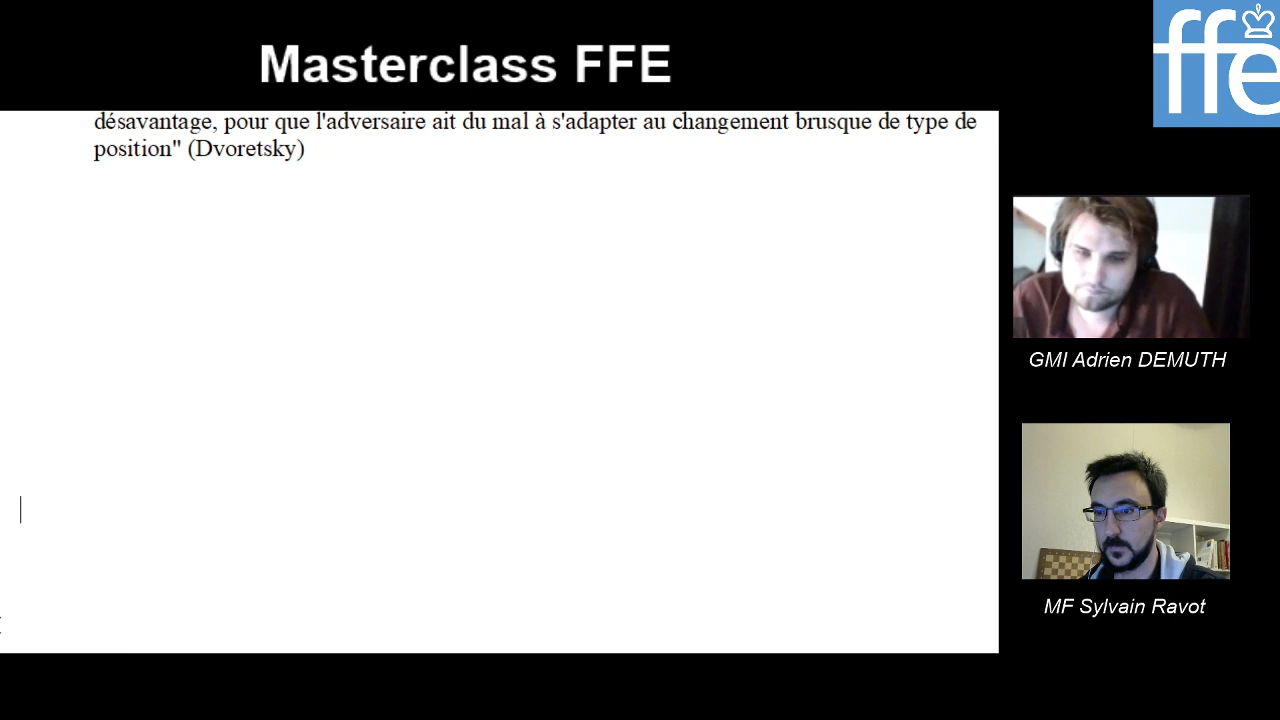 Masterclass FFE
ffe
désavantage, pour que l'adversaire ait du mal à s'adapter au changement brusque de type de
position" (Dvoretsky)
GMI Adrien DEMUTH
MF Sylvain Ravot